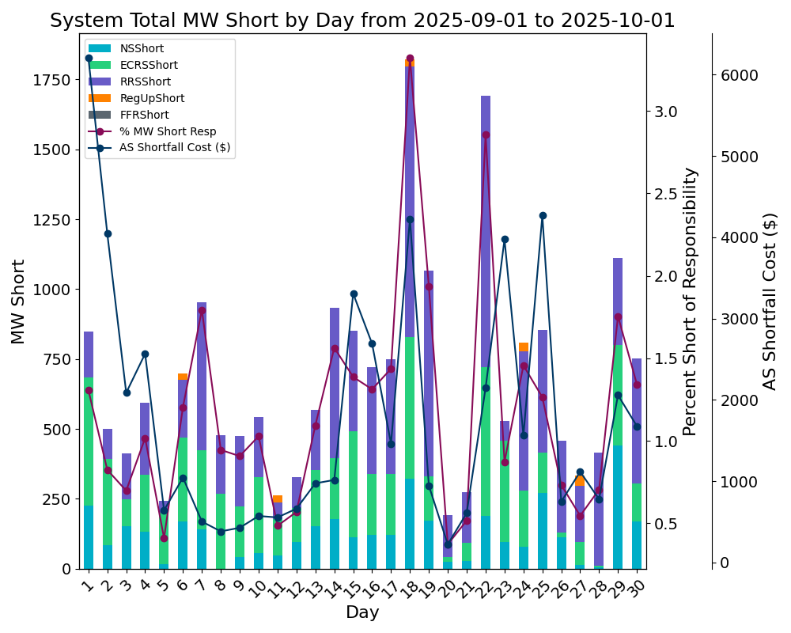 System Total MW Short by Day from 2025-09-01 to 2025-10-01
NSShort
ECRSShort
RRSShort
RegUpShort
FFRShort
% MW Short Resp
AS Shortfall Cost ($)
MW Short
0
250
500
750
1000
1250
1500
1750
Percent Short of Responsibility
0.5
1.0
1.5
2.0
2.5
3.0
AS Shortfall Cost ($)
0
1000
2000
3000
4000
5000
6000
1 2 3 4 5 6 7 8 9 10 11 12 13 14 15 16 17 18 19 20 21 22 23 24 25 26 27 28 29 30
Day